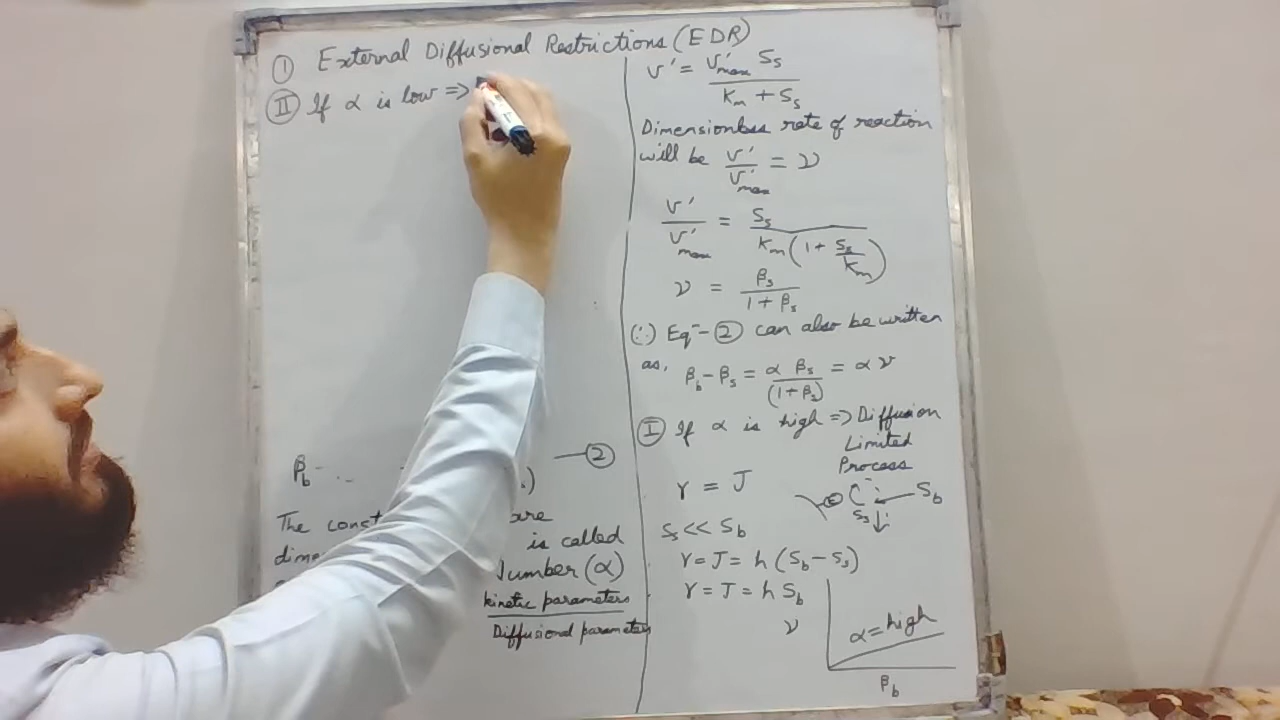 ① External Diffusional Restrictions (EDR)
Ⅱ If α is low =>
β_b - ..
— ②
The const are
is called
Number (α)
kinetic parameters
Diffusional parameters
v' = v'max Ss / Km + Ss
Dimensionless rate of reaction
will be v' / v'max = ν
v' / v'max = Ss / Km (1 + Ss/Km)
ν = βs / 1 + βs
(∴) Eqⁿ- ② can also be written
as, βb - βs = α βs / (1 + βs) = α ν
Ⅰ If α is high => Diffusion
Limited
Process
γ = J
E Ss Sb
Ss << Sb
γ = J = h (Sb - Ss)
γ = J = h Sb
ν
α = high
βb